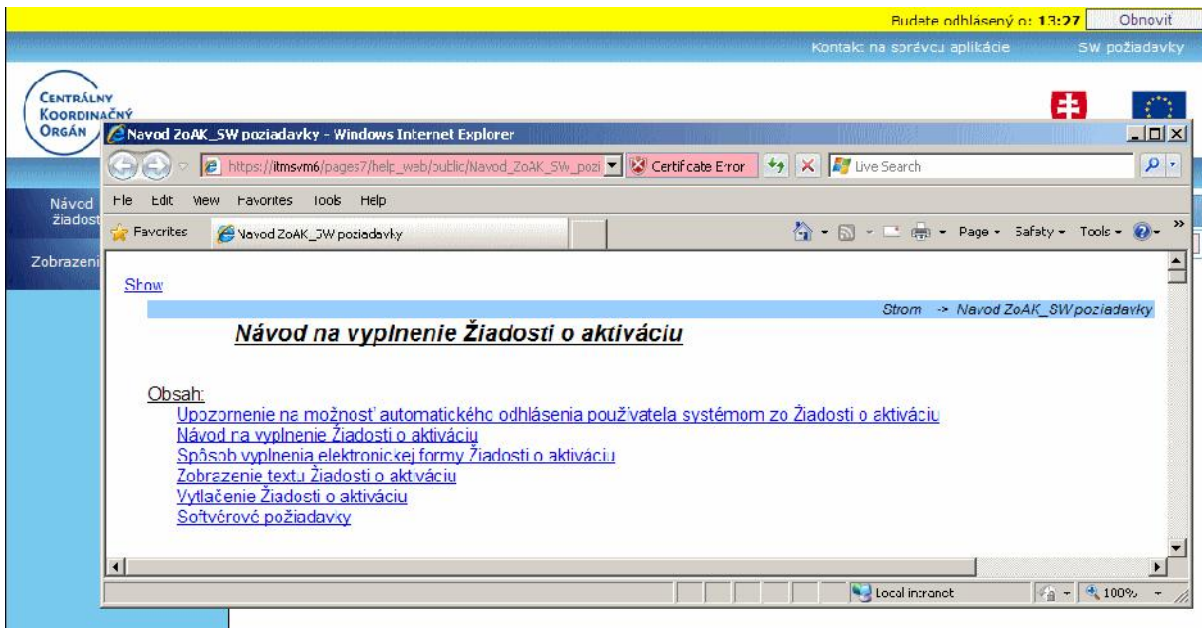 Budete odhlásený o: 13:27 Obnoviť
Kontakt na správcu aplikácie SW požiadavky
CENTRÁLNY
KOORDINAČNÝ
ORGÁN
Navod ZoAK_SW poziadavky - Windows Internet Explorer
https://itmsvm6/pages7/help_web/public/Navod_ZoAK_SW_pozi Certificate Error Live Search
File Edit View Favorites Tools Help
Favorites Navod ZoAK_SW poziadavky Page Safety Tools
Návod
žiadost
Zobrazeni
Show
Strom -> Navod ZoAK_SW poziadavky
Návod na vyplnenie Žiadosti o aktiváciu
Obsah:
Upozornenie na možnosť automatického odhlásenia používatela systémom zo Žiadosti o aktiváciu
Návod na vyplnenie Žiadosti o aktiváciu
Spôsob vyplnenia elektronickej formy Žiadosti o aktiváciu
Zobrazenie textu Žiadosti o aktiváciu
Vytlačenie Žiadosti o aktiváciu
Softvérové požiadavky
Local intranet 100%